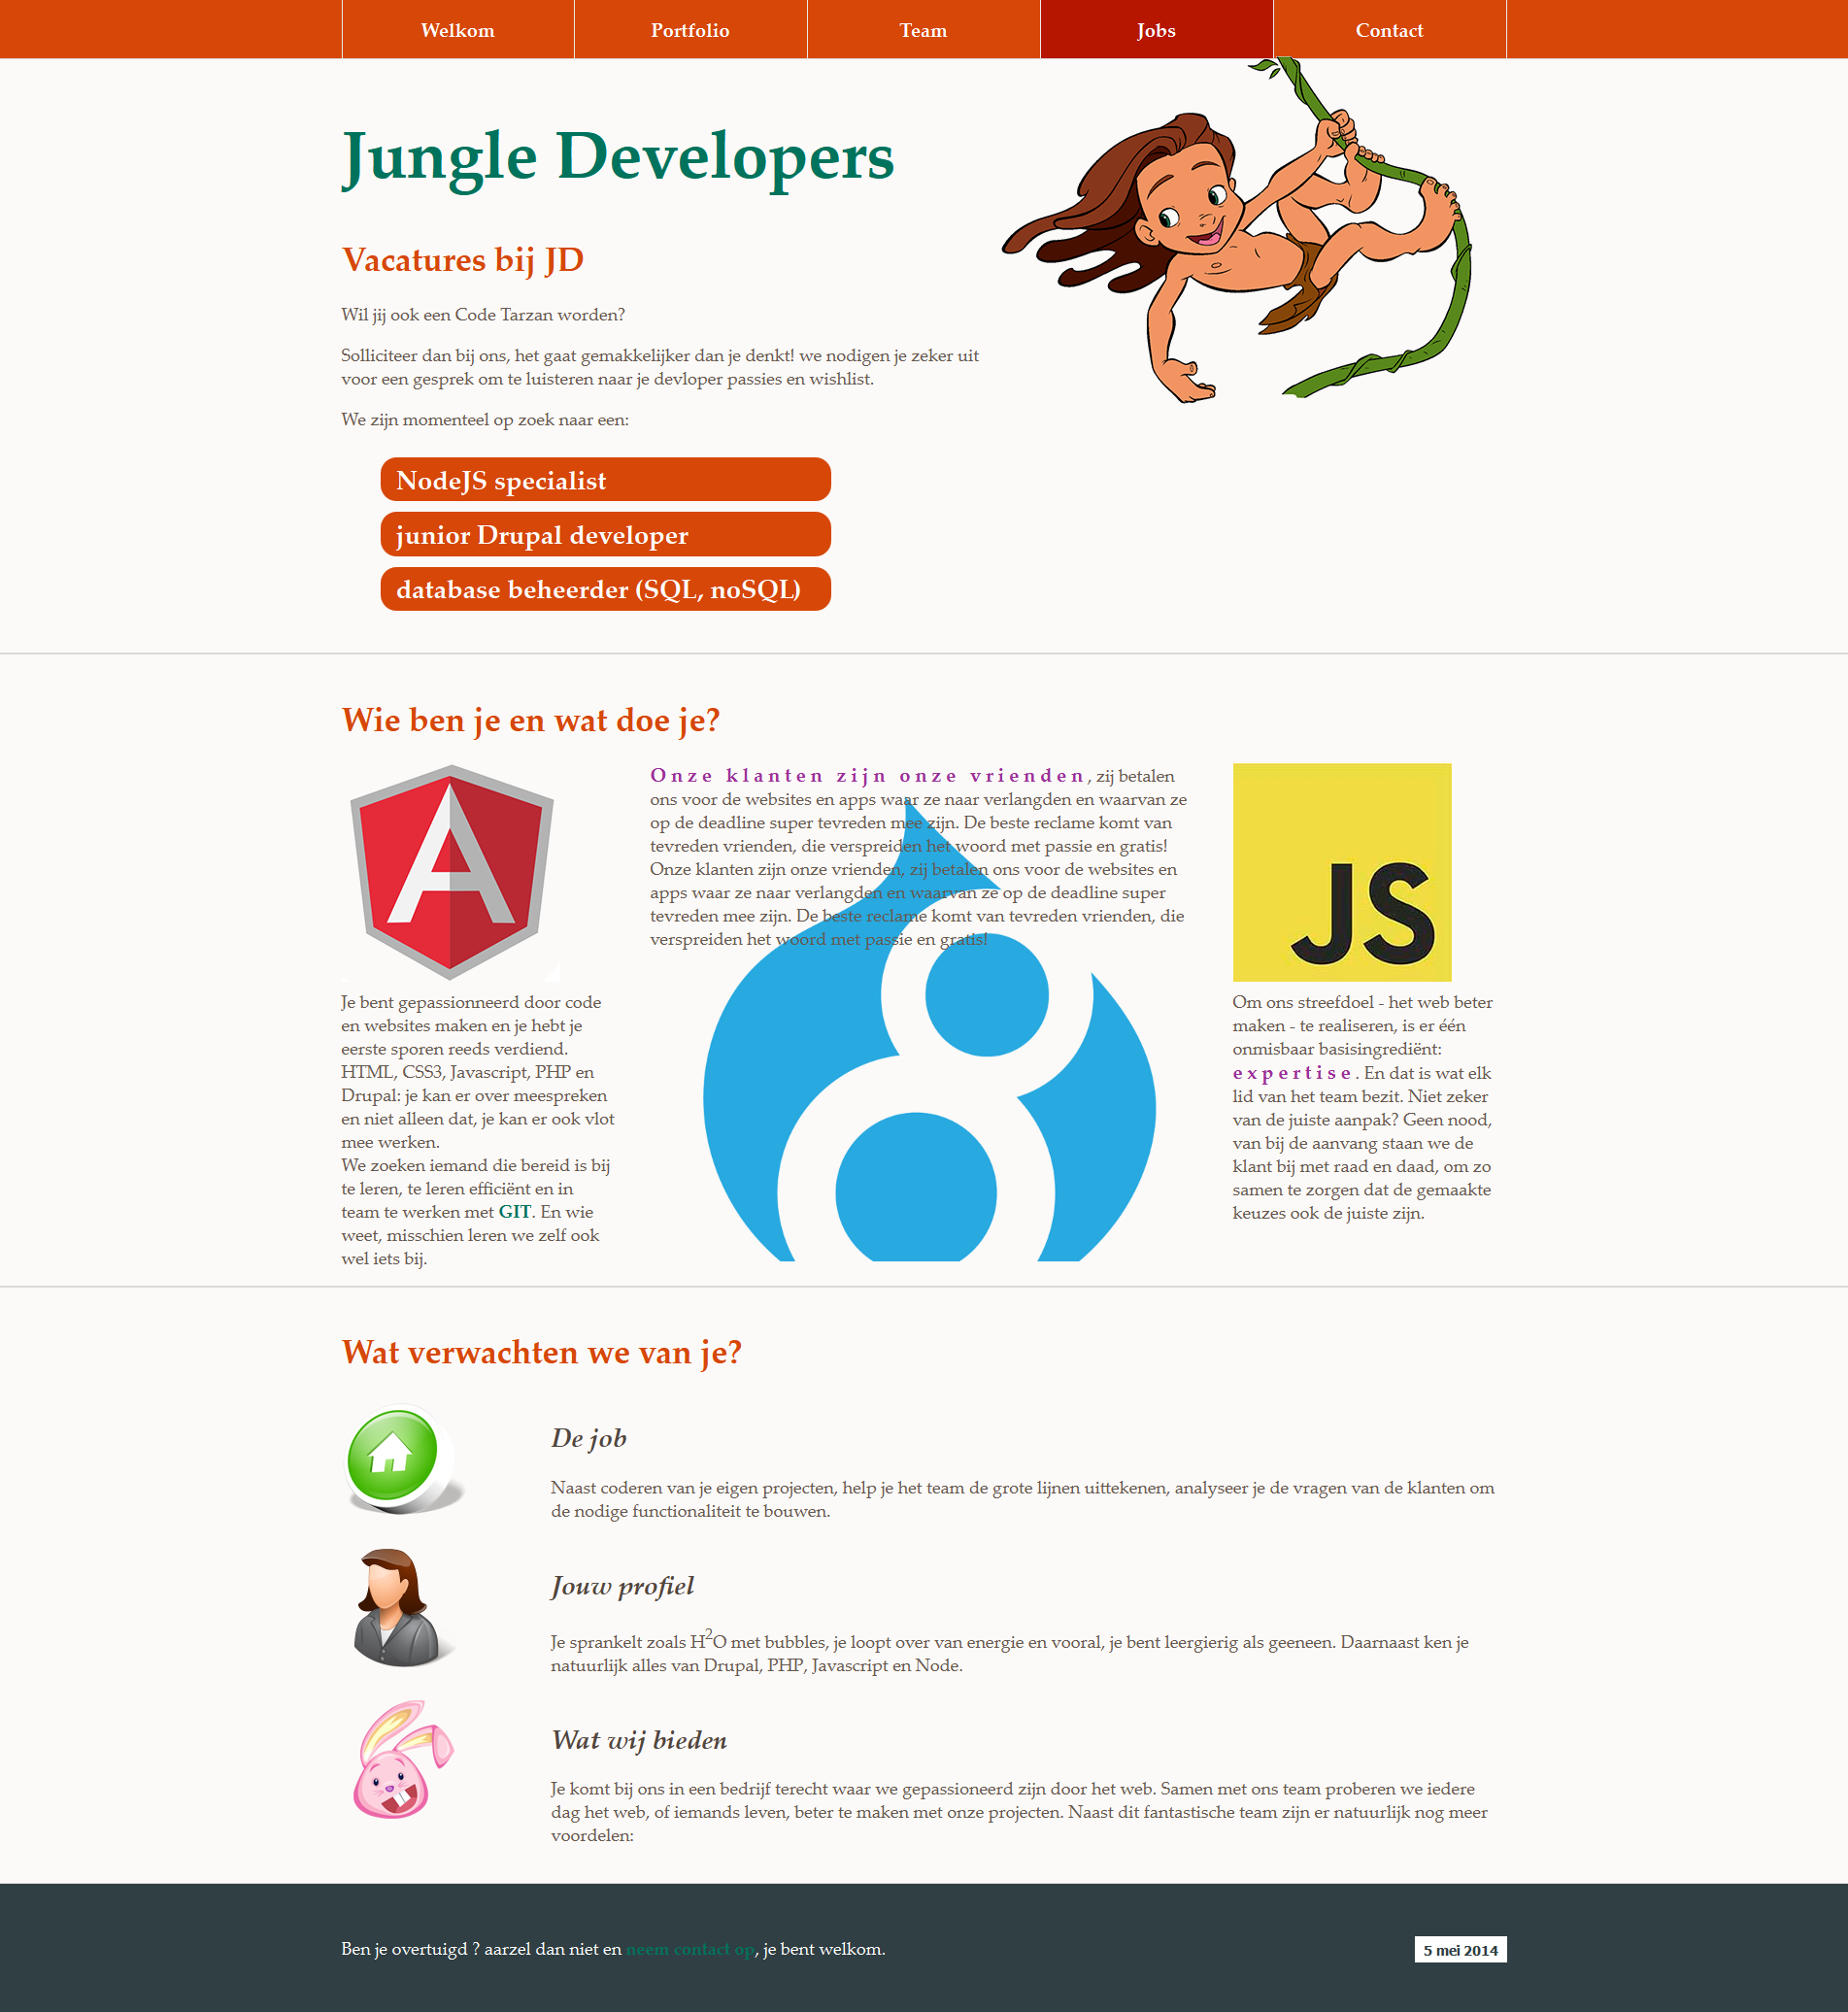 Welkom
Portfolio
Team
Jobs
Contact
Jungle Developers
Vacatures bij JD
Wil jij ook een Code Tarzan worden?
Solliciteer dan bij ons, het gaat gemakkelijker dan je denkt! we nodigen je zeker uit
voor een gesprek om te luisteren naar je devloper passies en wishlist.
We zijn momenteel op zoek naar een:
NodeJS specialist
junior Drupal developer
database beheerder (SQL, noSQL)
Wie ben je en wat doe je?
A
Je bent gepassionneerd door code
en websites maken en je hebt je
eerste sporen reeds verdiend.
HTML, CSS3, Javascript, PHP en
Drupal: je kan er over meespreken
en niet alleen dat, je kan er ook vlot
mee werken.
We zoeken iemand die bereid is bij
te leren, te leren efficiënt en in
team te werken met GIT. En wie
weet, misschien leren we zelf ook
wel iets bij.
Onze klanten zijn onze vrienden, zij betalen
ons voor de websites en apps waar ze naar verlangden en waarvan ze
op de deadline super tevreden mee zijn. De beste reclame komt van
tevreden vrienden, die verspreiden het woord met passie en gratis!
Onze klanten zijn onze vrienden, zij betalen ons voor de websites en
apps waar ze naar verlangden en waarvan ze op de deadline super
tevreden mee zijn. De beste reclame komt van tevreden vrienden, die
verspreiden het woord met passie en gratis!
JS
Om ons streefdoel - het web beter
maken - te realiseren, is er één
onmisbaar basisingrediënt:
expertise. En dat is wat elk
lid van het team bezit. Niet zeker
van de juiste aanpak? Geen nood,
van bij de aanvang staan we de
klant bij met raad en daad, om zo
samen te zorgen dat de gemaakte
keuzes ook de juiste zijn.
Wat verwachten we van je?
De job
Naast coderen van je eigen projecten, help je het team de grote lijnen uittekenen, analyseer je de vragen van de klanten om
de nodige functionaliteit te bouwen.
Jouw profiel
Je sprankelt zoals H²O met bubbles, je loopt over van energie en vooral, je bent leergierig als geeneen. Daarnaast ken je
natuurlijk alles van Drupal, PHP, Javascript en Node.
Wat wij bieden
Je komt bij ons in een bedrijf terecht waar we gepassioneerd zijn door het web. Samen met ons team proberen we iedere
dag het web, of iemands leven, beter te maken met onze projecten. Naast dit fantastische team zijn er natuurlijk nog meer
voordelen:
Ben je overtuigd ? aarzel dan niet en neem contact op, je bent welkom.
5 mei 2014